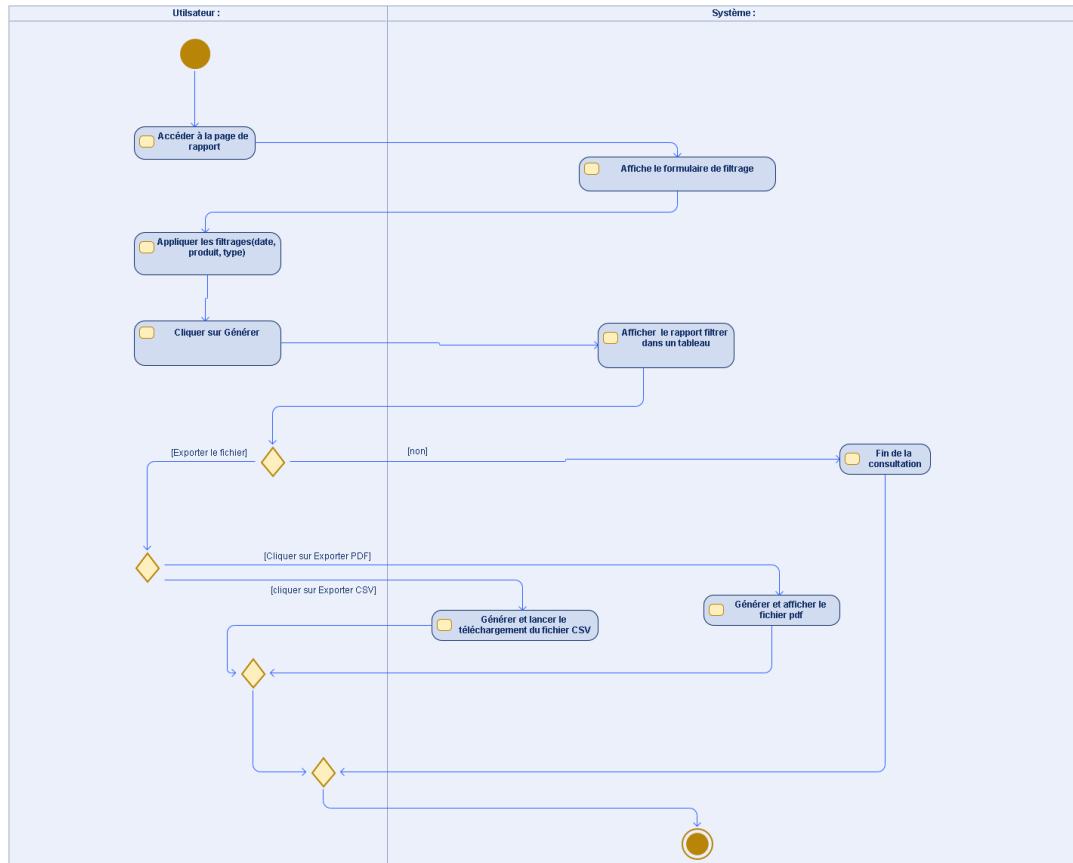 Utilsateur :
Système :
Accéder à la page de
rapport
Affiche le formulaire de filtrage
Appliquer les filtrages(date,
produit, type)
Cliquer sur Générer
Afficher le rapport filtrer
dans un tableau
[Exporter le fichier]
[non]
Fin de la
consultation
[Cliquer sur Exporter PDF]
[cliquer sur Exporter CSV]
Générer et afficher le
fichier pdf
Générer et lancer le
téléchargement du fichier CSV